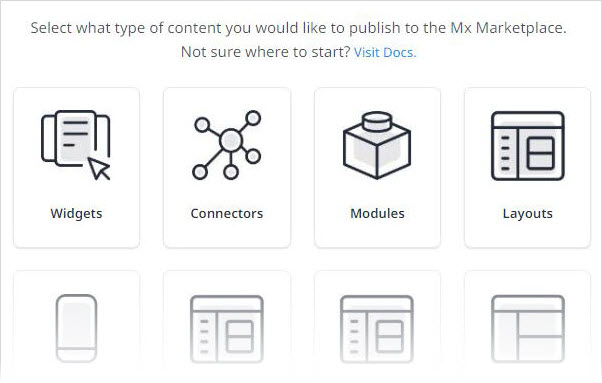 Select what type of content you would like to publish to the Mx Marketplace.
Not sure where to start? Visit Docs.
Widgets
Connectors
Modules
Layouts